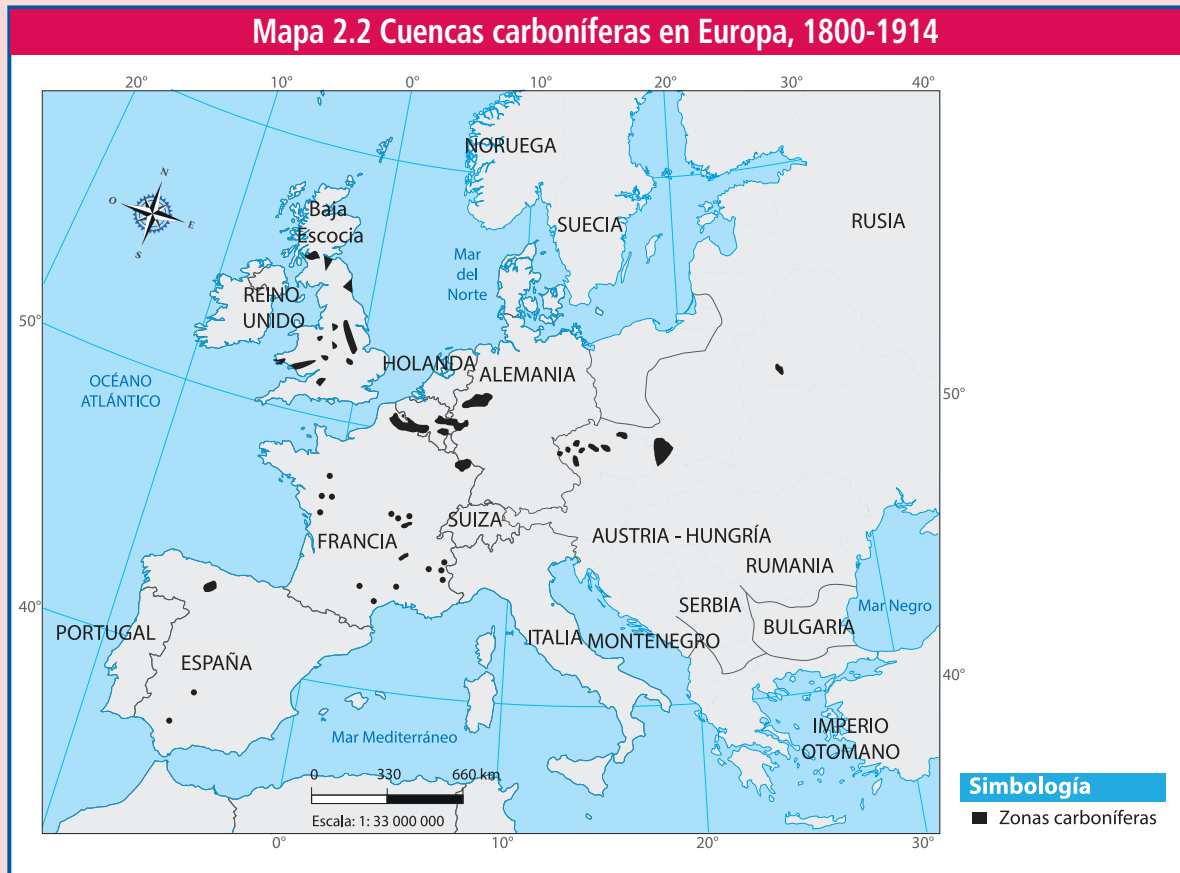 Mapa 2.2 Cuencas carboníferas en Europa, 1800-1914
20° 10° 0° 10° 20° 30° 40°
NORUEGA
N
O
E
S
Baja
Escocia
SUECIA
RUSIA
Mar
del
Norte
REINO
UNIDO
50°
HOLANDA
ALEMANIA
OCÉANO
ATLÁNTICO
50°
SUIZA
FRANCIA
AUSTRIA - HUNGRÍA
RUMANIA
40°
SERBIA
Mar Negro
BULGARIA
PORTUGAL
ITALIA
MONTENEGRO
ESPAÑA
40°
IMPERIO
OTOMANO
Mar Mediterráneo
0 330 660 km
Escala: 1: 33 000 000
Simbología
Zonas carboníferas
0° 10° 20° 30°